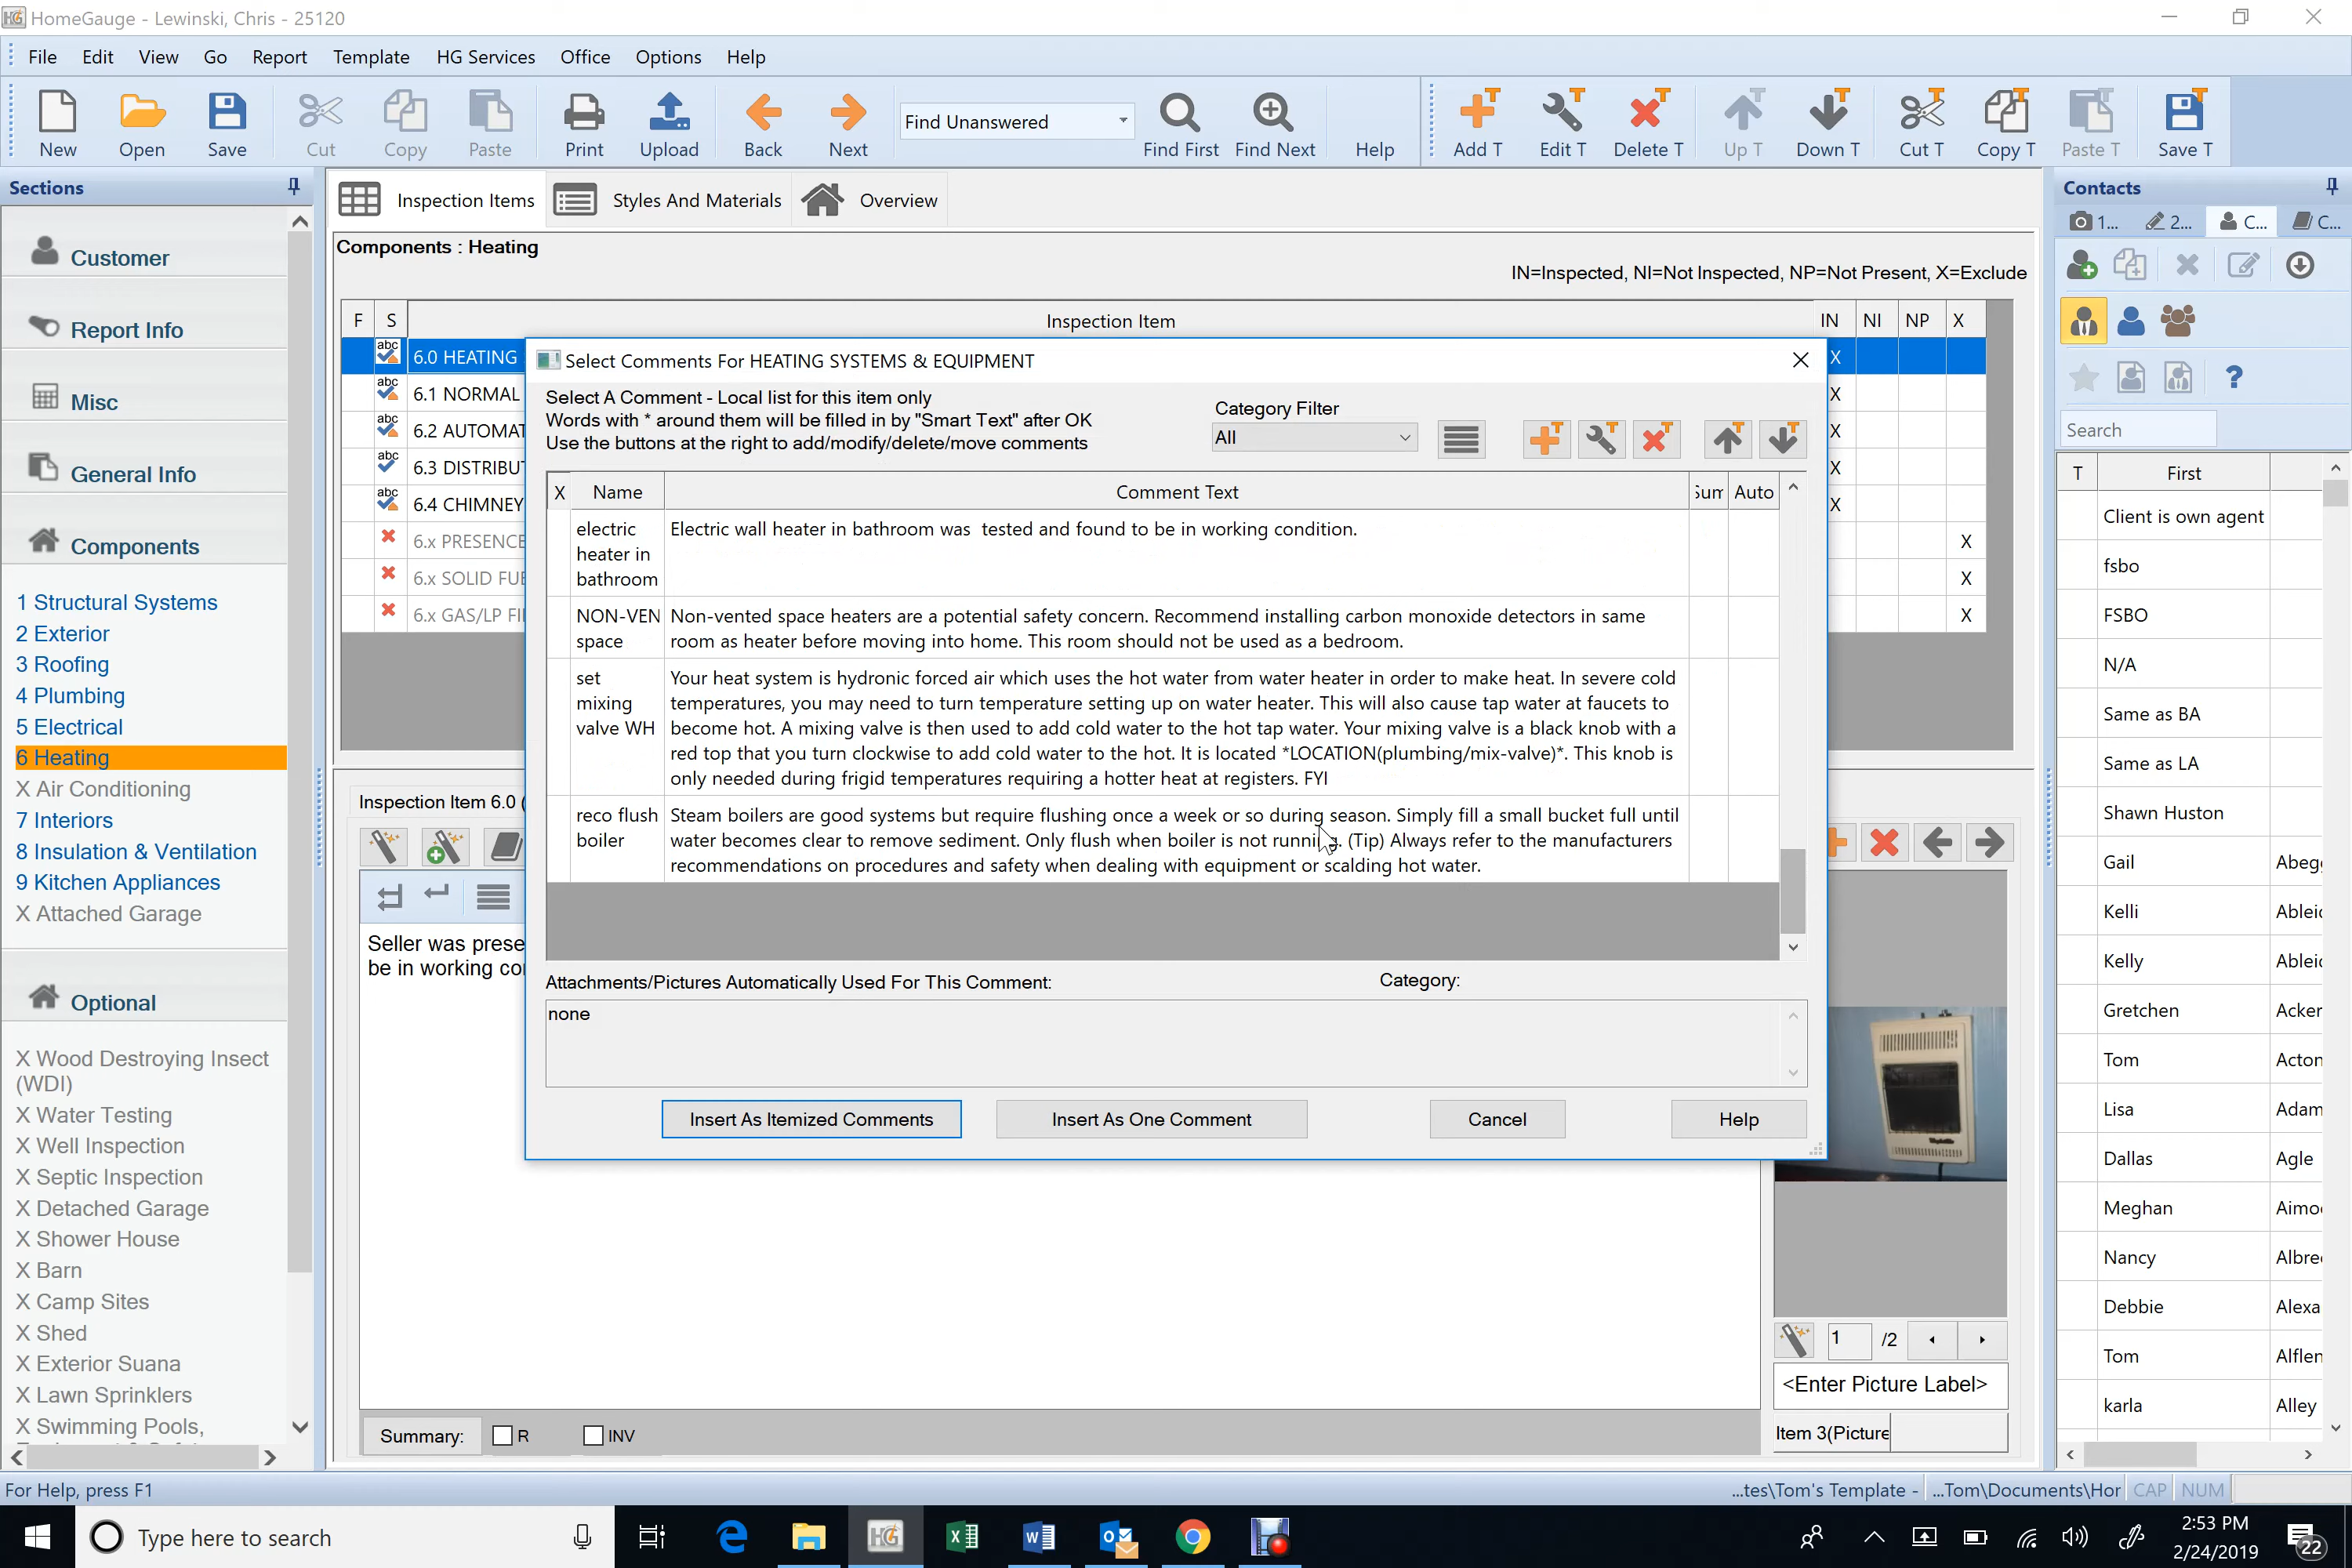 HomeGauge - Lewinski, Chris - 25120
File Edit View Go Report Template HG Services Office Options Help
New Open Save Cut Copy Paste Print Upload Back Next Find Unanswered Find First Find Next Help Add T Edit T Delete T Up T Down T Cut T Copy T Paste T Save T
Sections
Customer
Report Info
Misc
General Info
Components
1 Structural Systems
2 Exterior
3 Roofing
4 Plumbing
5 Electrical
6 Heating
X Air Conditioning
7 Interiors
8 Insulation & Ventilation
9 Kitchen Appliances
X Attached Garage
Optional
X Wood Destroying Insect
(WDI)
X Water Testing
X Well Inspection
X Septic Inspection
X Detached Garage
X Shower House
X Barn
X Camp Sites
X Shed
X Exterior Suana
X Lawn Sprinklers
X Swimming Pools,
Inspection Items Styles And Materials Overview
Components : Heating
IN=Inspected, NI=Not Inspected, NP=Not Present, X=Exclude
F S Inspection Item IN NI NP X
abc 6.0 HEATING X
abc 6.1 NORMAL X
abc 6.2 AUTOMAT X
abc 6.3 DISTRIBUT X
abc 6.4 CHIMNEY X
6.x PRESENCE X
6.x SOLID FUE X
6.x GAS/LP FI X
Select Comments For HEATING SYSTEMS & EQUIPMENT
Select A Comment - Local list for this item only
Words with * around them will be filled in by "Smart Text" after OK
Use the buttons at the right to add/modify/delete/move comments
Category Filter
All
X Name Comment Text Sum Auto
electric
heater in
bathroom
Electric wall heater in bathroom was  tested and found to be in working condition.
NON-VEN
space
Non-vented space heaters are a potential safety concern. Recommend installing carbon monoxide detectors in same
room as heater before moving into home. This room should not be used as a bedroom.
set
mixing
valve WH
Your heat system is hydronic forced air which uses the hot water from water heater in order to make heat. In severe cold
temperatures, you may need to turn temperature setting up on water heater. This will also cause tap water at faucets to
become hot. A mixing valve is then used to add cold water to the hot tap water. Your mixing valve is a black knob with a
red top that you turn clockwise to add cold water to the hot. It is located *LOCATION(plumbing/mix-valve)*. This knob is
only needed during frigid temperatures requiring a hotter heat at registers. FYI
reco flush
boiler
Steam boilers are good systems but require flushing once a week or so during season. Simply fill a small bucket full until
water becomes clear to remove sediment. Only flush when boiler is not running. (Tip) Always refer to the manufacturers
recommendations on procedures and safety when dealing with equipment or scalding hot water.
Attachments/Pictures Automatically Used For This Comment:
Category:
none
Insert As Itemized Comments Insert As One Comment Cancel Help
Inspection Item 6.0 (
Seller was prese
be in working co
1 /2
<Enter Picture Label>
Item 3(Picture
Summary: R INV
Contacts
1... 2... C... C...
Search
T First
Client is own agent
fsbo
FSBO
N/A
Same as BA
Same as LA
Shawn Huston
Gail Abeg
Kelli Ableid
Kelly Ableid
Gretchen Acker
Tom Acton
Lisa Adam
Dallas Agle
Meghan Aimo
Nancy Albre
Debbie Alexa
Tom Alflen
karla Alley
For Help, press F1
...tes\Tom's Template - ...Tom\Documents\Hor CAP NUM
Type here to search
2:53 PM
2/24/2019
22